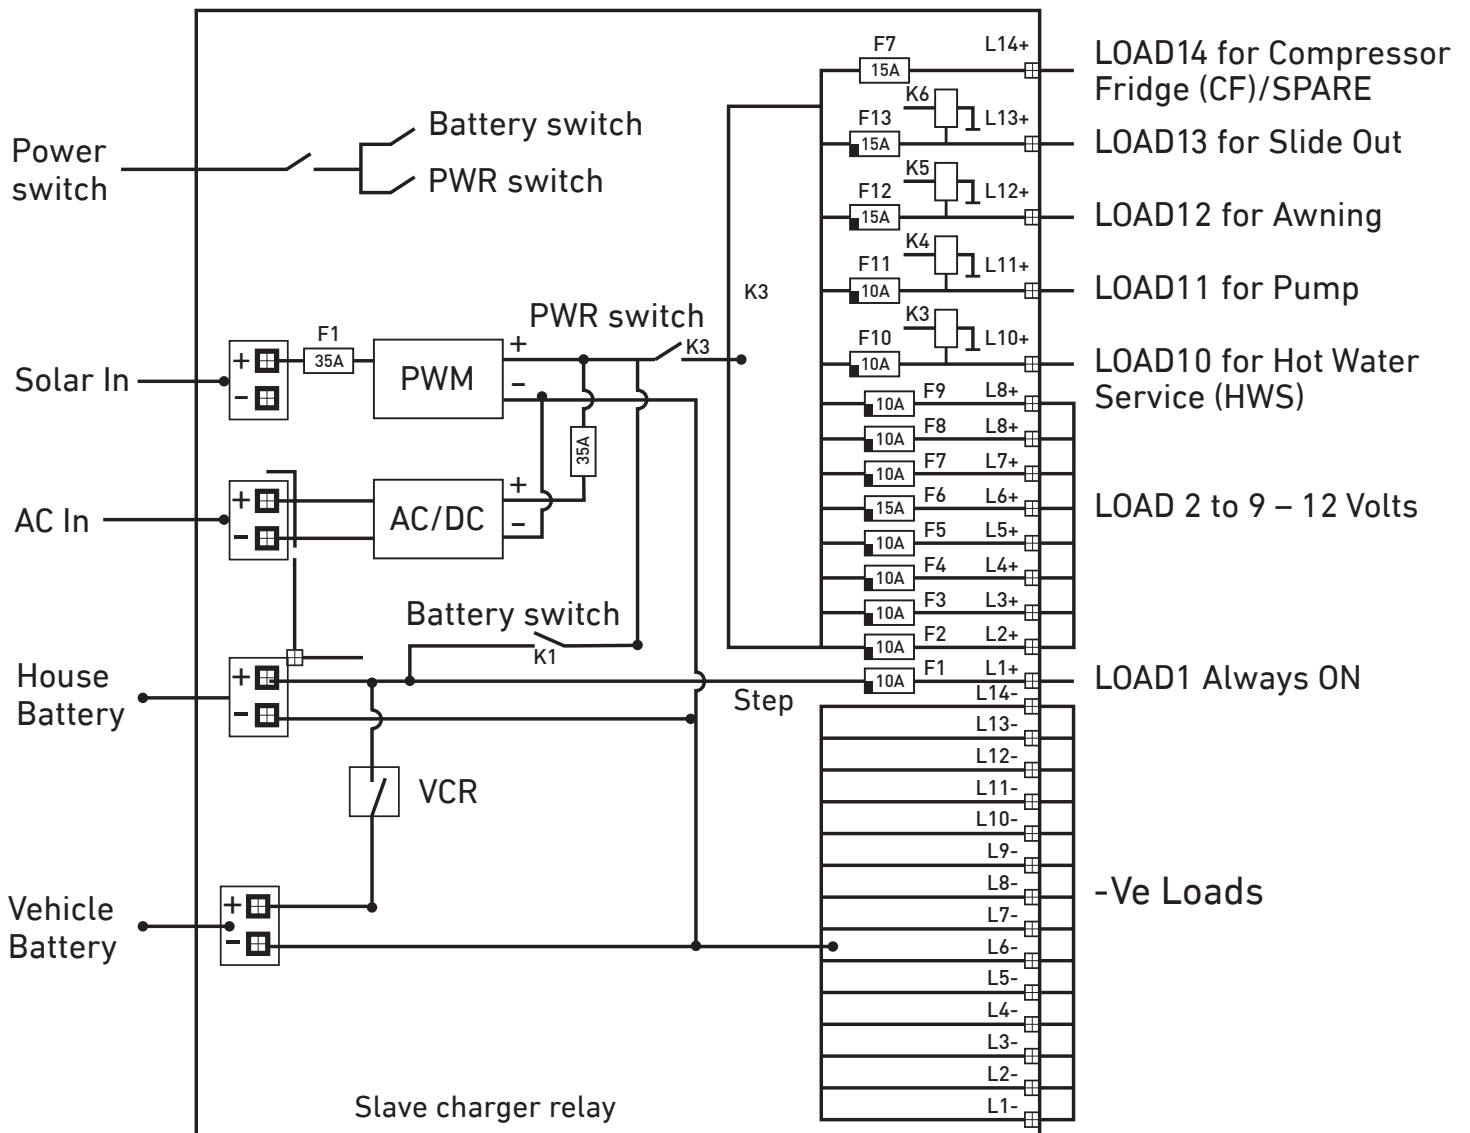 F7
L14+
15A
LOAD14 for Compressor
Fridge (CF)/SPARE
K6
F13
L13+
15A
LOAD13 for Slide Out
Battery switch
Power
switch
PWR switch
K5
F12
L12+
15A
LOAD12 for Awning
K4
F11
L11+
10A
LOAD11 for Pump
K3
PWR switch
K3
F10
L10+
10A
LOAD10 for Hot Water
Service (HWS)
Solar In
+
−
F1
35A
PWM
+
−
K3
10A
F9
L8+
10A
F8
L8+
10A
F7
L7+
15A
F6
L6+
LOAD 2 to 9 – 12 Volts
10A
F5
L5+
10A
F4
L4+
10A
F3
L3+
10A
F2
L2+
35A
AC In
+
−
AC/DC
+
−
Battery switch
K1
House
Battery
+
−
10A
F1
L1+
LOAD1 Always ON
Step
L14-
L13-
L12-
L11-
L10-
L9-
L8-
L7-
L6-
L5-
L4-
L3-
L2-
L1-
-Ve Loads
VCR
Vehicle
Battery
+
−
Slave charger relay